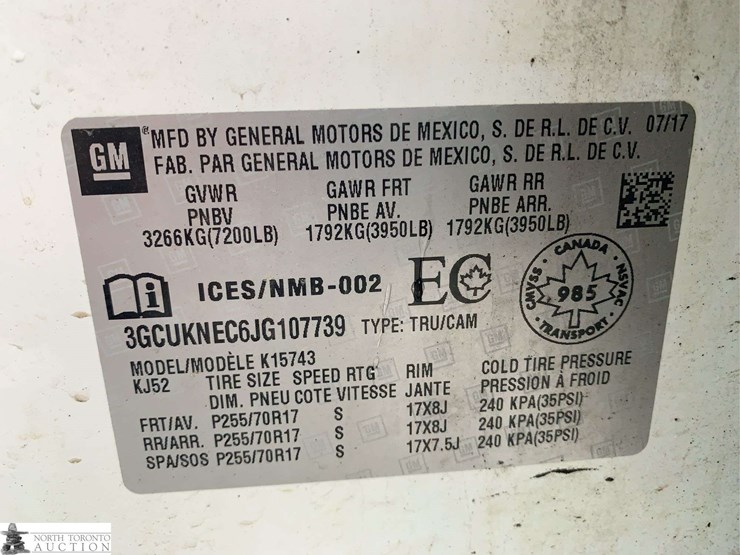 GM
® MFD BY GENERAL MOTORS DE MEXICO, S. DE R.L. DE C.V. 07/17
FAB. PAR GENERAL MOTORS DE MEXICO, S. DE R.L. DE C.V.
GVWR GAWR FRT GAWR RR
PNBV PNBE AV. PNBE ARR.
3266KG(7200LB) 1792KG(3950LB) 1792KG(3950LB)
i ICES/NMB-002 EC
CANADA
CMVSS 985 NSVAC
TRANSPORT
3GCUKNEC6JG107739 TYPE: TRU/CAM
MODEL/MODÈLE K15743
KJ52 TIRE SIZE SPEED RTG RIM COLD TIRE PRESSURE
DIM. PNEU COTE VITESSE JANTE PRESSION À FROID
FRT/AV. P255/70R17 S 17X8J 240 KPA(35PSI)
RR/ARR. P255/70R17 S 17X8J 240 KPA(35PSI)
SPA/SOS P255/70R17 S 17X7.5J 240 KPA(35PSI)
NORTH TORONTO
AUCTION